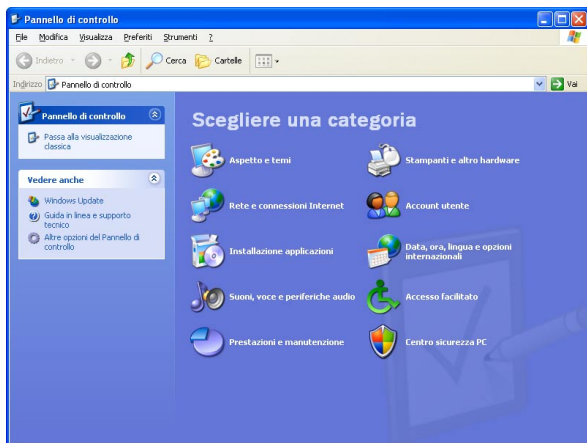 Pannello di controllo
File Modifica Visualizza Preferiti Strumenti ?
Indietro Cerca Cartelle
Indirizzo Pannello di controllo Vai
Pannello di controllo
Passa alla visualizzazione
classica
Vedere anche
Windows Update
Guida in linea e supporto
tecnico
Altre opzioni del Pannello di
controllo
Scegliere una categoria
Aspetto e temi
Stampanti e altro hardware
Rete e connessioni Internet
Account utente
Installazione applicazioni
Data, ora, lingua e opzioni
internazionali
Suoni, voce e periferiche audio
Accesso facilitato
Prestazioni e manutenzione
Centro sicurezza PC